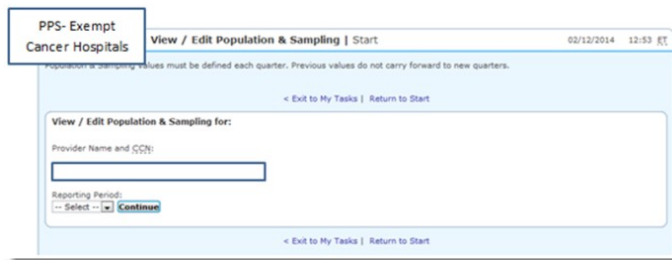 PPS- Exempt
Cancer Hospitals
View / Edit Population & Sampling | Start
02/12/2014 12:53 ET
Population & Sampling values must be defined each quarter. Previous values do not carry forward to new quarters.
< Exit to My Tasks | Return to Start
View / Edit Population & Sampling for:
Provider Name and CCN:
Reporting Period:
-- Select -- Continue
< Exit to My Tasks | Return to Start